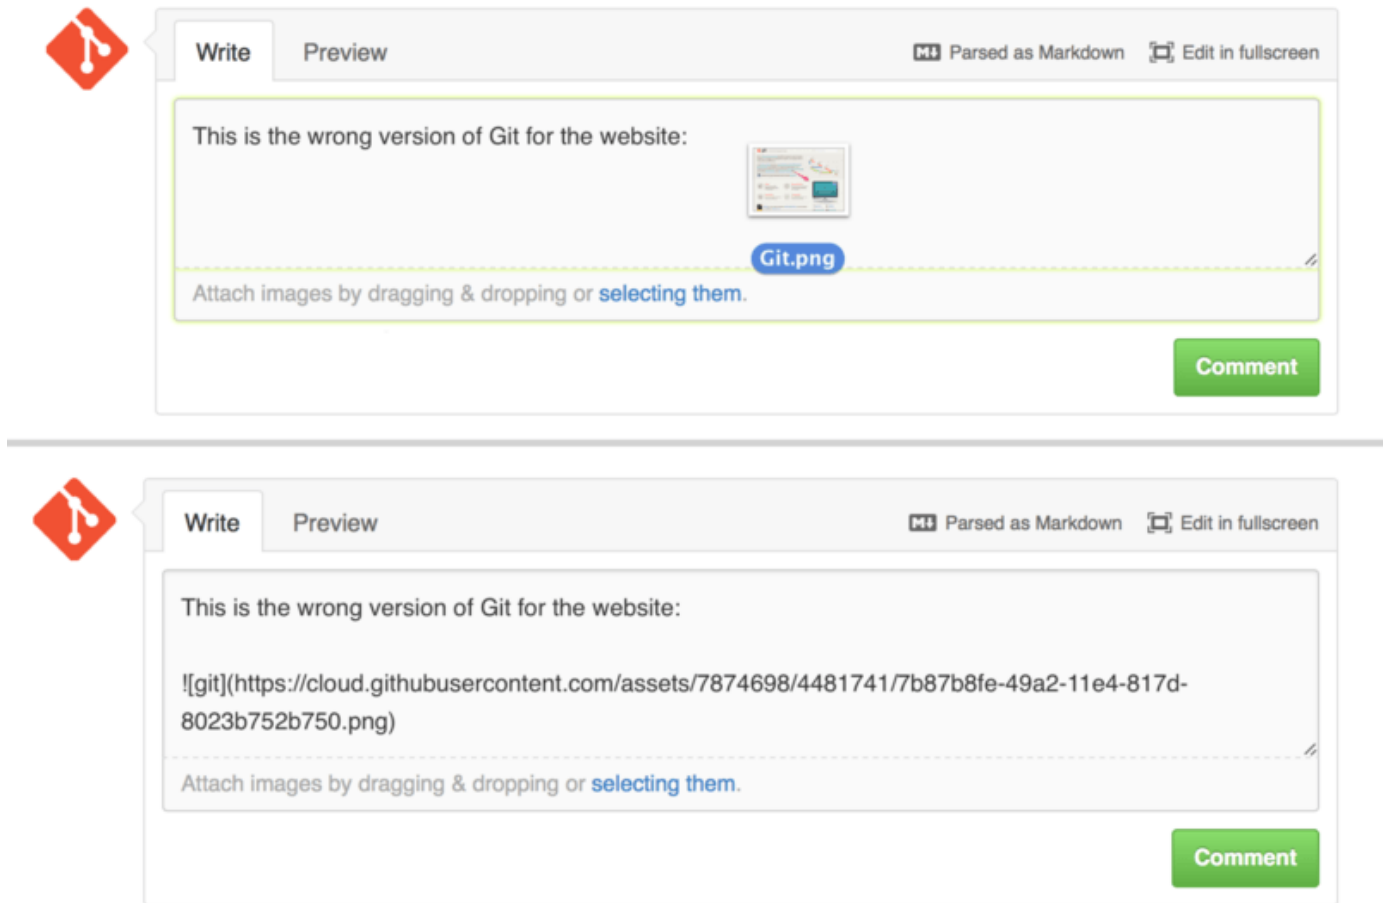 Write Preview Parsed as Markdown Edit in fullscreen
This is the wrong version of Git for the website:
Git.png
Attach images by dragging & dropping or selecting them.
Comment
Write Preview Parsed as Markdown Edit in fullscreen
This is the wrong version of Git for the website:
![git](https://cloud.githubusercontent.com/assets/7874698/4481741/7b87b8fe-49a2-11e4-817d-
8023b752b750.png)
Attach images by dragging & dropping or selecting them.
Comment